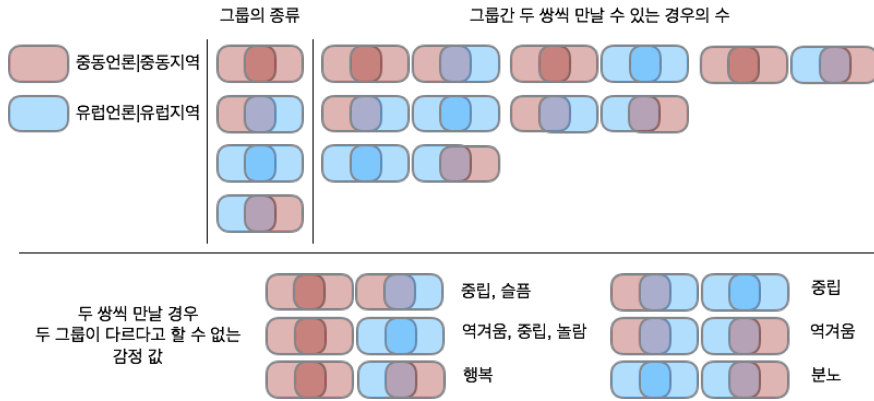 그룹의 종류
그룹간 두 쌍씩 만날 수 있는 경우의 수
중동언론|중동지역
유럽언론|유럽지역
두 쌍씩 만날 경우
두 그룹이 다르다고 할 수 없는
감정 값
중립, 슬픔
역겨움, 중립, 놀람
행복
중립
역겨움
분노